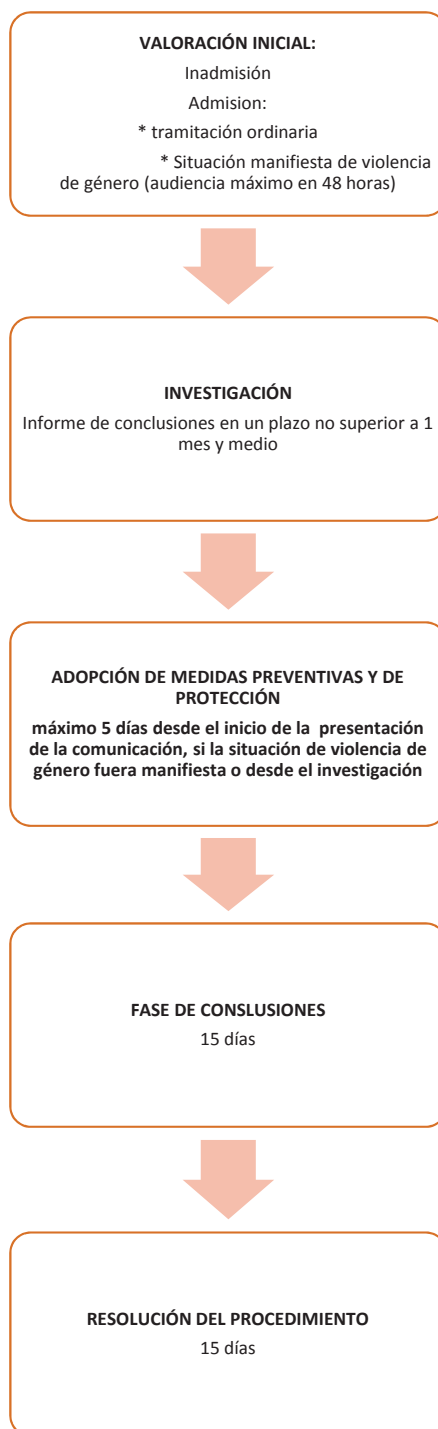 VALORACIÓN INICIAL:
Inadmisión
Admision:
* tramitación ordinaria
* Situación manifiesta de violencia
de género (audiencia máximo en 48 horas)
INVESTIGACIÓN
Informe de conclusiones en un plazo no superior a 1
mes y medio
ADOPCIÓN DE MEDIDAS PREVENTIVAS Y DE
PROTECCIÓN
máximo 5 días desde el inicio de la presentación
de la comunicación, si la situación de violencia de
género fuera manifiesta o desde el investigación
FASE DE CONSLUSIONES
15 días
RESOLUCIÓN DEL PROCEDIMIENTO
15 días